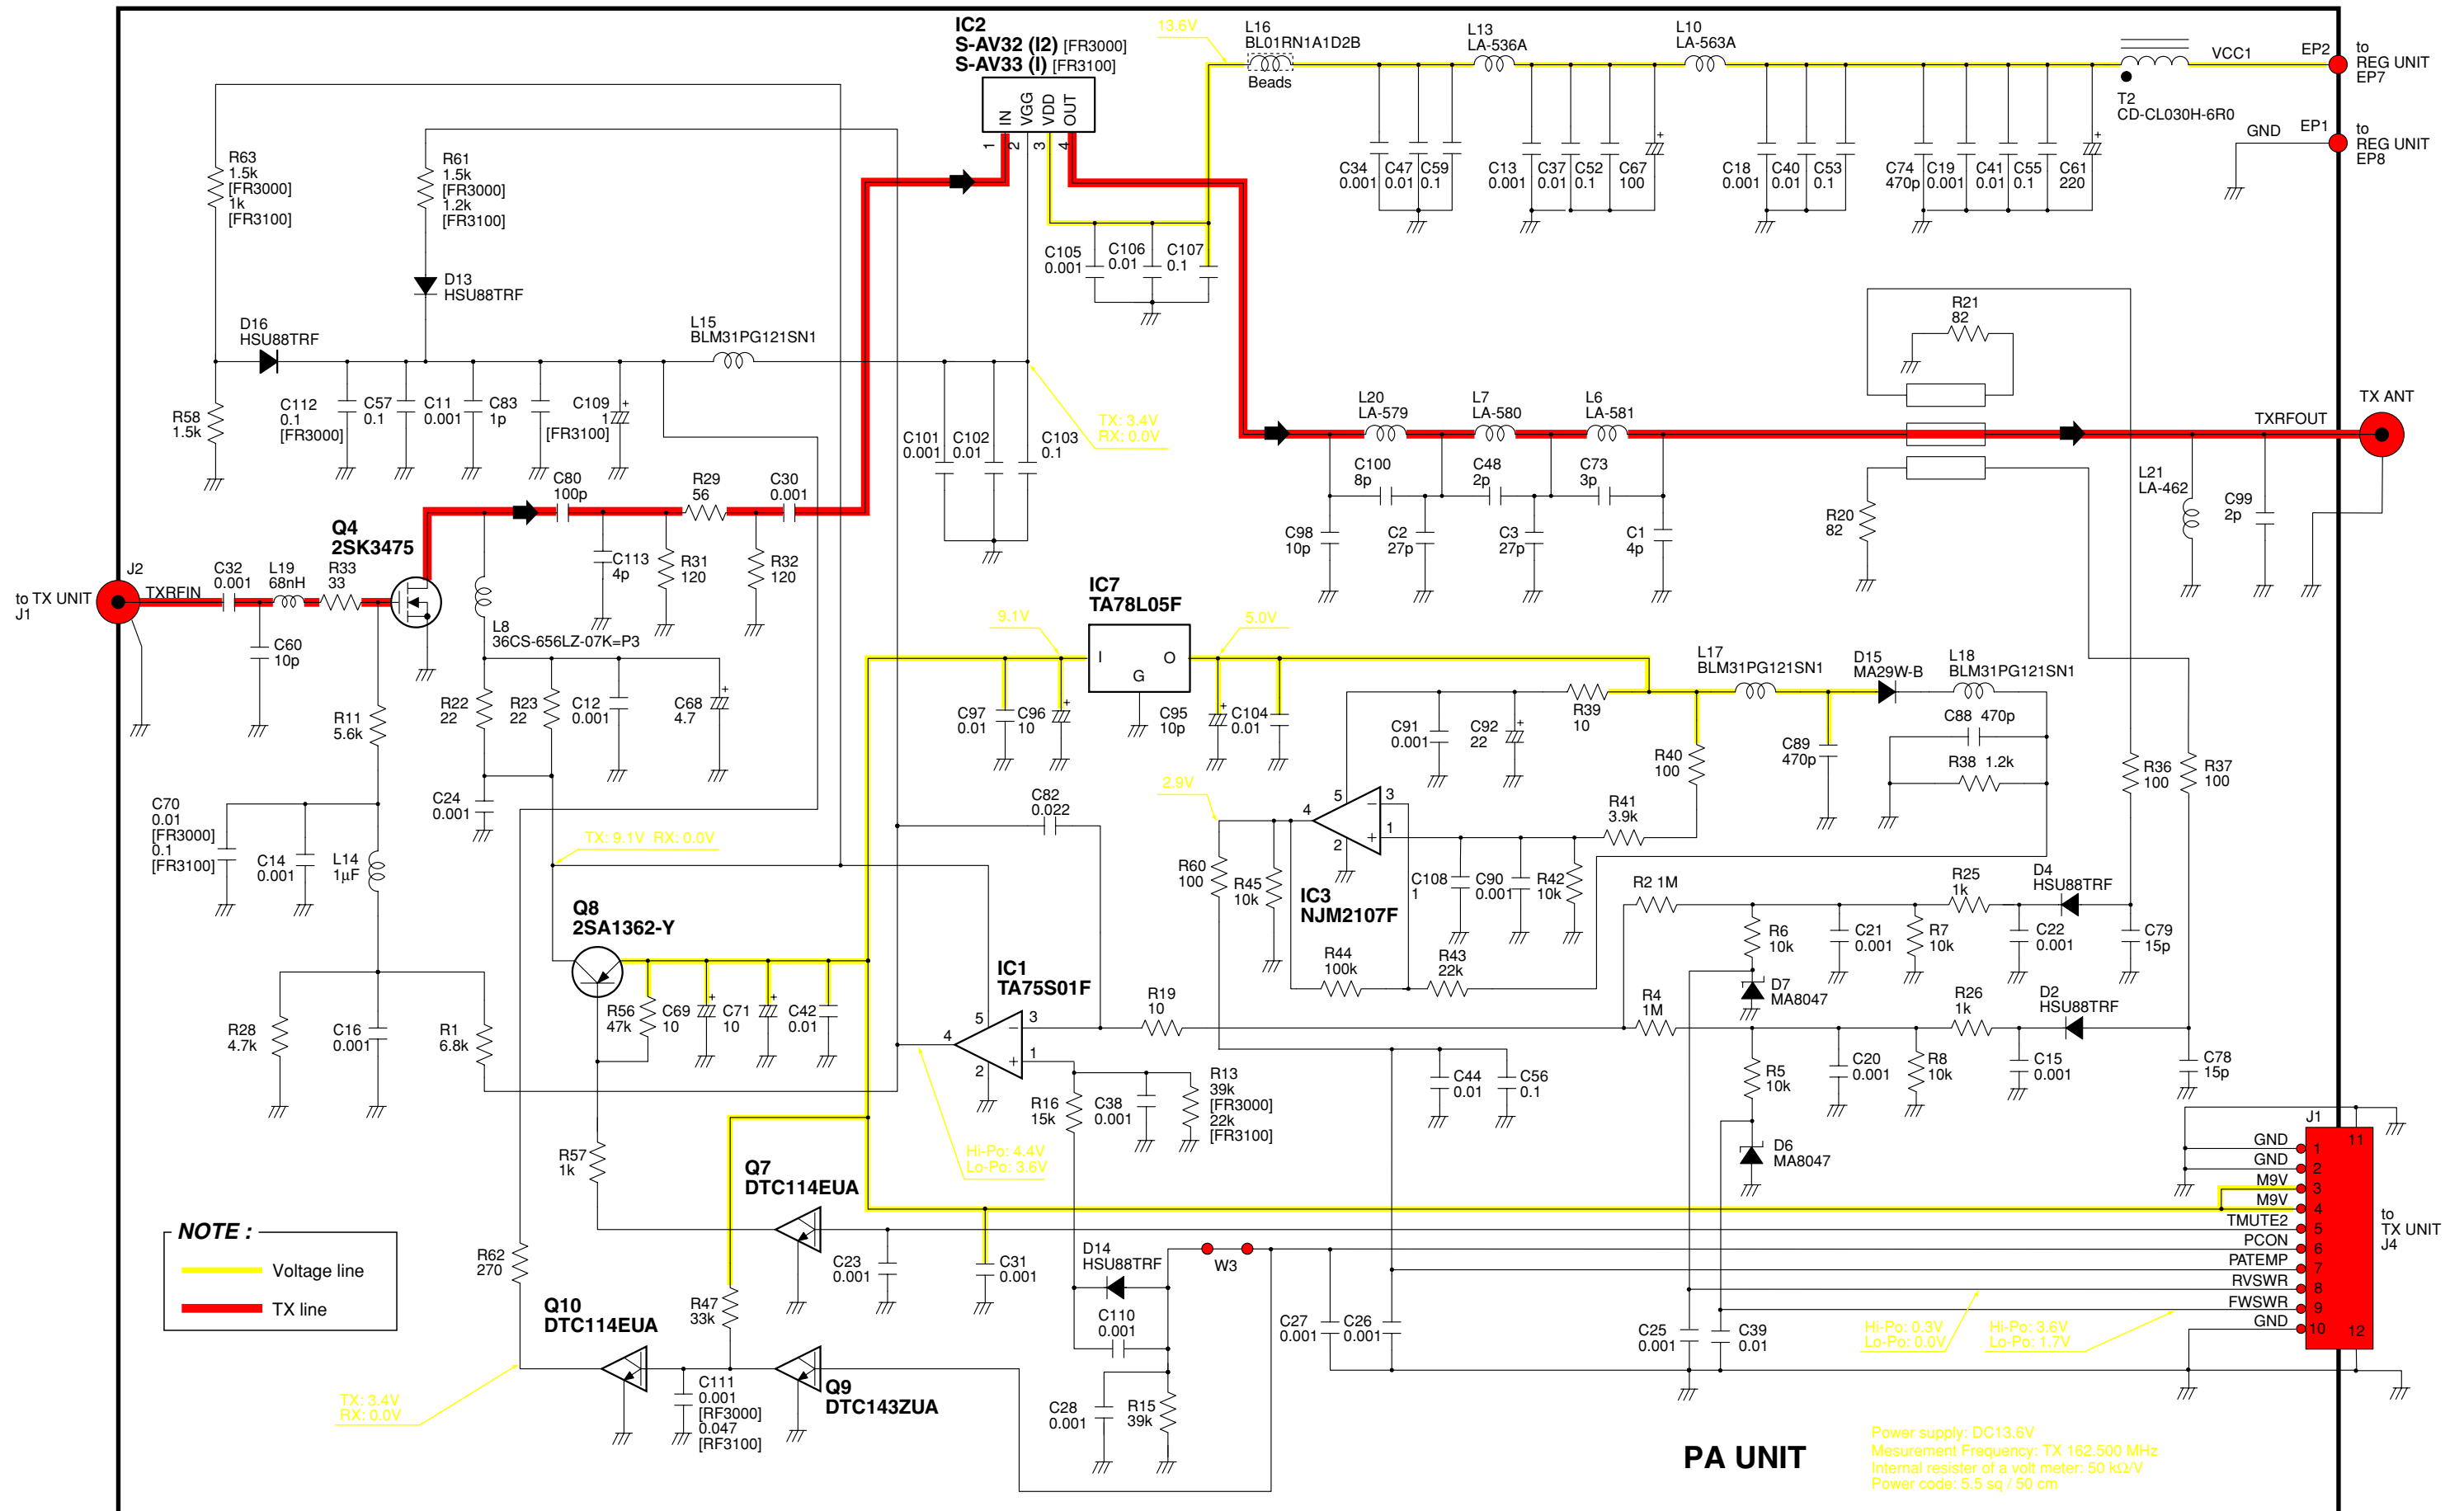 IC2
S-AV32 (I2) [FR3000]
S-AV33 (I) [FR3100]
IN
VGG
VDD
OUT
1
2
3
4
13.6V
L16
BL01RN1A1D2B
Beads
L13
LA-536A
L10
LA-563A
VCC1
EP2
to
REG UNIT
EP7
T2
CD-CL030H-6R0
GND
EP1
to
REG UNIT
EP8
C34
0.001
C47
0.01
C59
0.1
C13
0.001
C37
0.01
C52
0.1
+
C67
100
C18
0.001
C40
0.01
C53
0.1
C74
470p
C19
0.001
C41
0.01
C55
0.1
+
C61
220
R63
1.5k
[FR3000]
1k
[FR3100]
R61
1.5k
[FR3000]
1.2k
[FR3100]
D13
HSU88TRF
D16
HSU88TRF
L15
BLM31PG121SN1
C105
0.001
C106
0.01
C107
0.1
R58
1.5k
C112
0.1
[FR3000]
C57
0.1
C11
0.001
C83
1p
C109
1
[FR3100]
+
C101
0.001
C102
0.01
C103
0.1
TX: 3.4V
RX: 0.0V
R21
82
L20
LA-579
L7
LA-580
L6
LA-581
TXRFOUT
TX ANT
C100
8p
C48
2p
C73
3p
C98
10p
C2
27p
C3
27p
C1
4p
R20
82
L21
LA-462
C99
2p
to TX UNIT
J1
J2
TXRFIN
C32
0.001
L19
68nH
R33
33
C60
10p
Q4
2SK3475
C80
100p
R29
56
C30
0.001
C113
4p
R31
120
R32
120
L8
36CS-656LZ-07K=P3
R11
5.6k
R22
22
R23
22
C12
0.001
C68
4.7
+
C24
0.001
C70
0.01
[FR3000]
0.1
[FR3100]
C14
0.001
L14
1μF
R28
4.7k
C16
0.001
R1
6.8k
IC7
TA78L05F
I
O
G
9.1V
5.0V
C97
0.01
C96
10
+
C95
10p
+
C104
0.01
L17
BLM31PG121SN1
D15
MA29W-B
L18
BLM31PG121SN1
C88 470p
R38 1.2k
C89
470p
R39
10
R40
100
R41
3.9k
C91
0.001
C92
22
+
R36
100
R37
100
C82
0.022
2.9V
4
5
3
1
2
−
+
IC3
NJM2107F
R60
100
R45
10k
C108
1
C90
0.001
R42
10k
R44
100k
R43
22k
TX: 9.1V RX: 0.0V
Q8
2SA1362-Y
R56
47k
C69
10
+
C71
10
+
C42
0.01
IC1
TA75S01F
4
5
3
1
2
−
+
R19
10
R2 1M
R4
1M
R6
10k
C21
0.001
R7
10k
R25
1k
C22
0.001
D4
HSU88TRF
C79
15p
D7
MA8047
R5
10k
C20
0.001
R8
10k
R26
1k
C15
0.001
D2
HSU88TRF
C78
15p
D6
MA8047
C44
0.01
C56
0.1
R16
15k
C38
0.001
R13
39k
[FR3000]
22k
[FR3100]
Hi-Po: 4.4V
Lo-Po: 3.6V
R57
1k
Q7
DTC114EUA
C23
0.001
C31
0.001
R62
270
R47
33k
Q10
DTC114EUA
Q9
DTC143ZUA
C111
0.001
[RF3000]
0.047
[RF3100]
TX: 3.4V
RX: 0.0V
D14
HSU88TRF
C110
0.001
W3
C28
0.001
R15
39k
C27
0.001
C26
0.001
C25
0.001
C39
0.01
Hi-Po: 0.3V
Lo-Po: 0.0V
Hi-Po: 3.6V
Lo-Po: 1.7V
J1
GND 1
GND 2
M9V 3
M9V 4
TMUTE2 5
PCON 6
PATEMP 7
RVSWR 8
FWSWR 9
GND 10
11
12
to
TX UNIT
J4
NOTE :
Voltage line
TX line
PA UNIT
Power supply: DC13.6V
Mesurement Frequency: TX 162.500 MHz
Internal resister of a volt meter: 50 kΩ/V
Power code: 5.5 sq / 50 cm